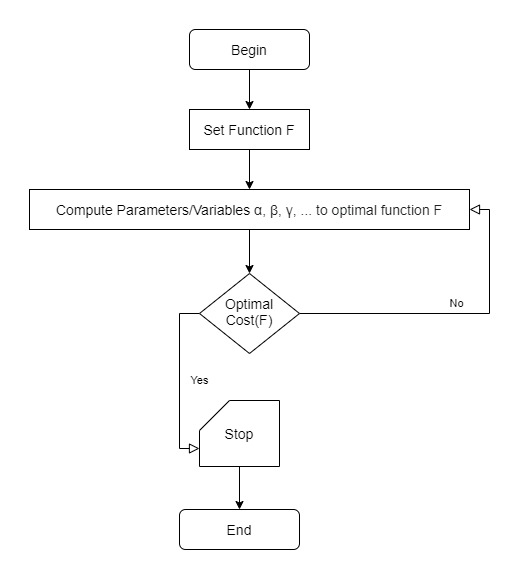 Begin
Set Function F
Compute Parameters/Variables α, β, γ, ... to optimal function F
Optimal
Cost(F)
No
Yes
Stop
End